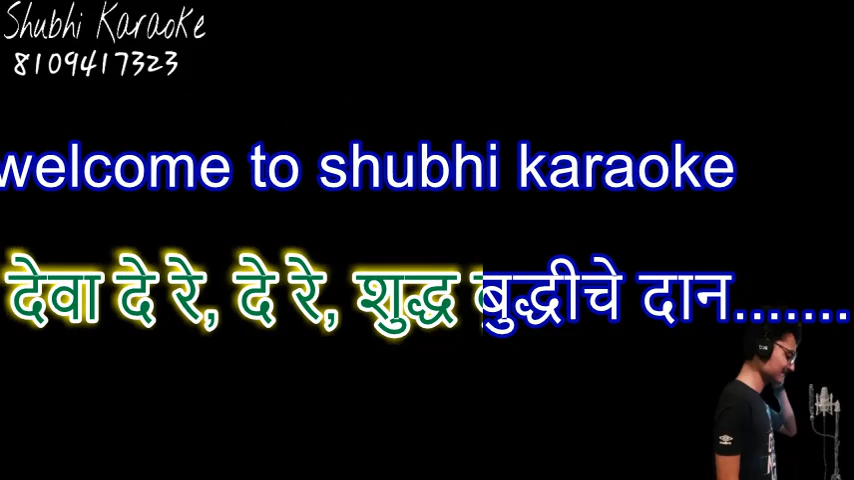 Shubhi Karaoke
8109417323
welcome to shubhi karaoke
देवा दे रे, दे रे, शुद्ध बुद्धीचे दान.......